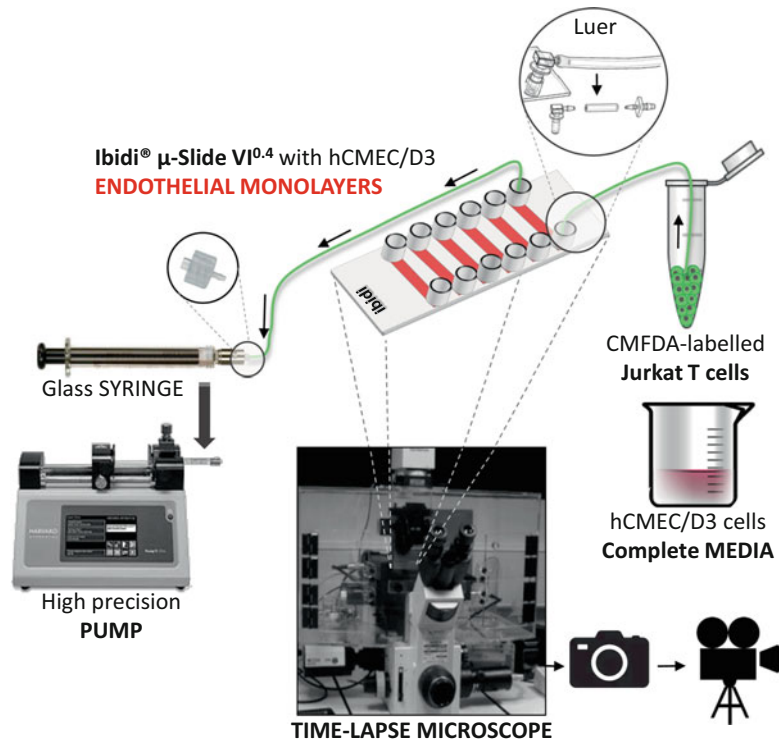 Luer
Ibidi® µ-Slide VI0.4 with hCMEC/D3
ENDOTHELIAL MONOLAYERS
ibidi
CMFDA-labelled
Jurkat T cells
Glass SYRINGE
HARVARD
hCMEC/D3 cells
Complete MEDIA
High precision
PUMP
TIME-LAPSE MICROSCOPE